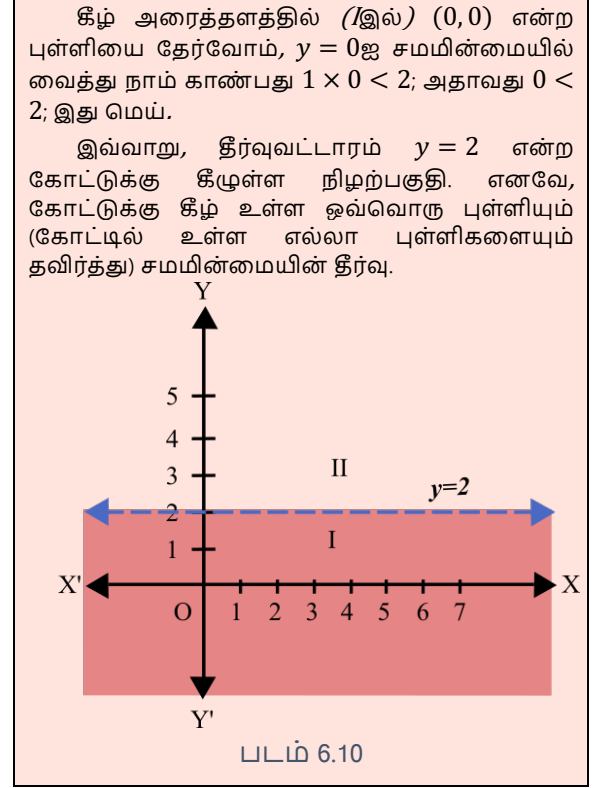 கீழ் அரைத்தளத்தில் (Iஇல்) (0, 0) என்ற
புள்ளியை தேர்வோம், y = 0ஐ சமமின்மையில்
வைத்து நாம் காண்பது 1 × 0 < 2; அதாவது 0 <
2; இது மெய்.
இவ்வாறு, தீர்வுவட்டாரம் y = 2 என்ற
கோட்டுக்கு கீழுள்ள நிழற்பகுதி. எனவே,
கோட்டுக்கு கீழ் உள்ள ஒவ்வொரு புள்ளியும்
(கோட்டில் உள்ள எல்லா புள்ளிகளையும்
தவிர்த்து) சமமின்மையின் தீர்வு.
Y
5
4
3
II
y=2
2
1
I
X'
X
O 1 2 3 4 5 6 7
Y'
படம் 6.10